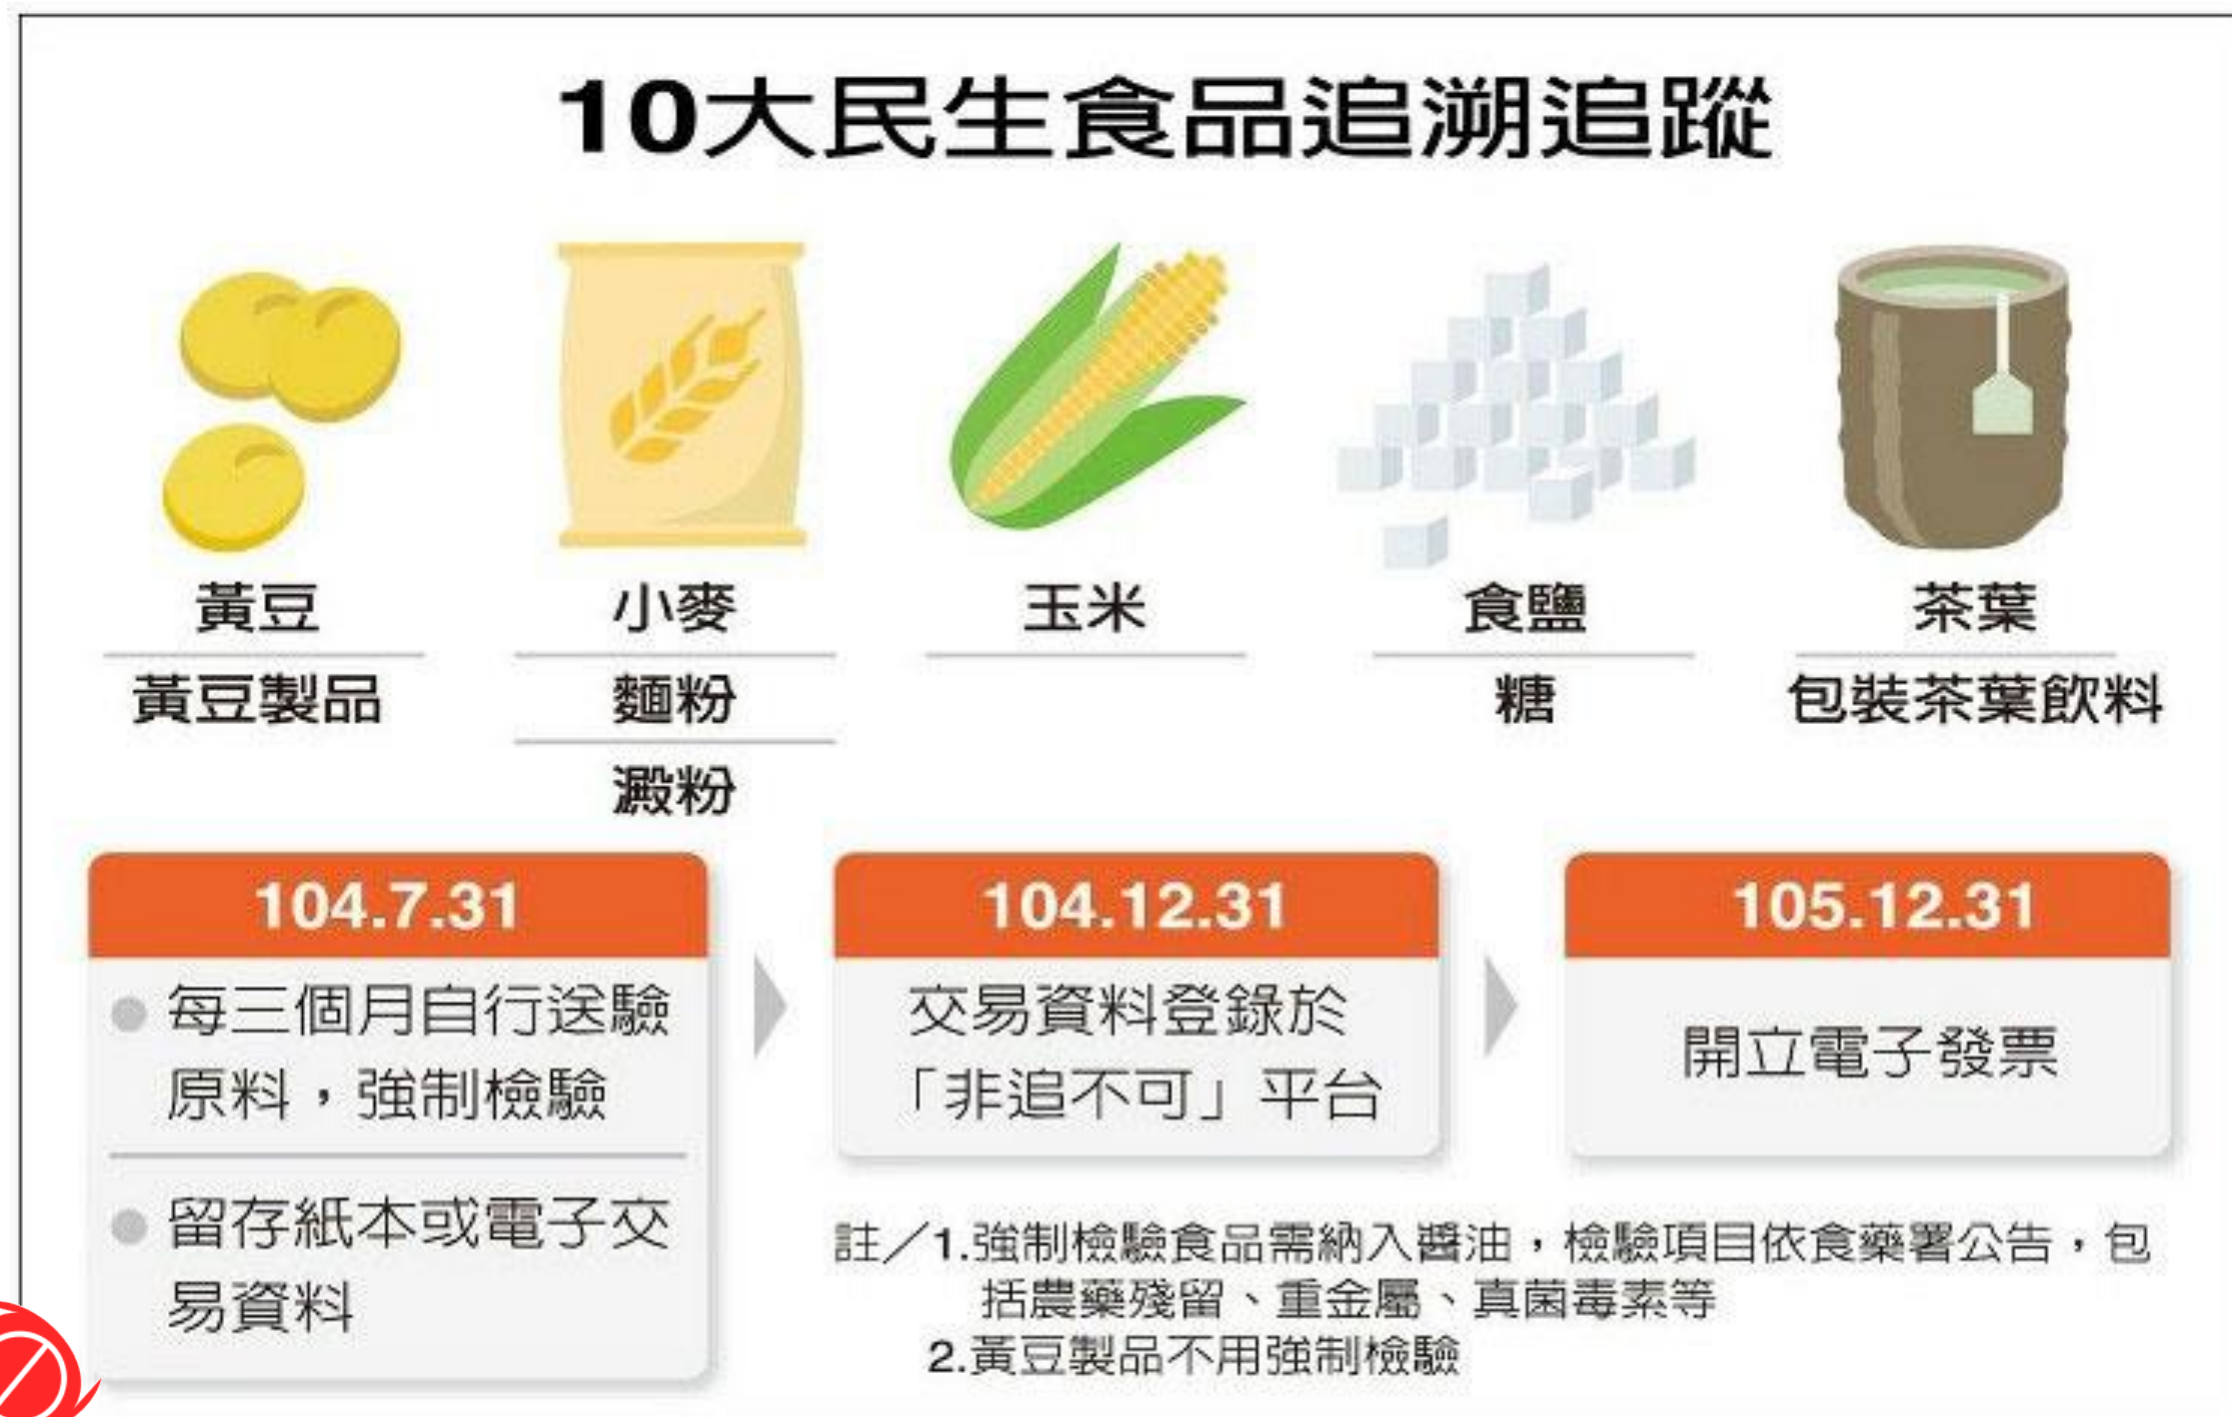 10大民生食品追溯追蹤
黃豆
小麥
玉米
食鹽
茶葉
黃豆製品
麵粉
糖
包裝茶葉飲料
澱粉
104.7.31
每三個月自行送驗
原料，強制檢驗
留存紙本或電子交
易資料
104.12.31
交易資料登錄於
「非追不可」平台
105.12.31
開立電子發票
註／1.強制檢驗食品需納入醬油，檢驗項目依食藥署公告，包
括農藥殘留、重金屬、真菌毒素等
2.黃豆製品不用強制檢驗